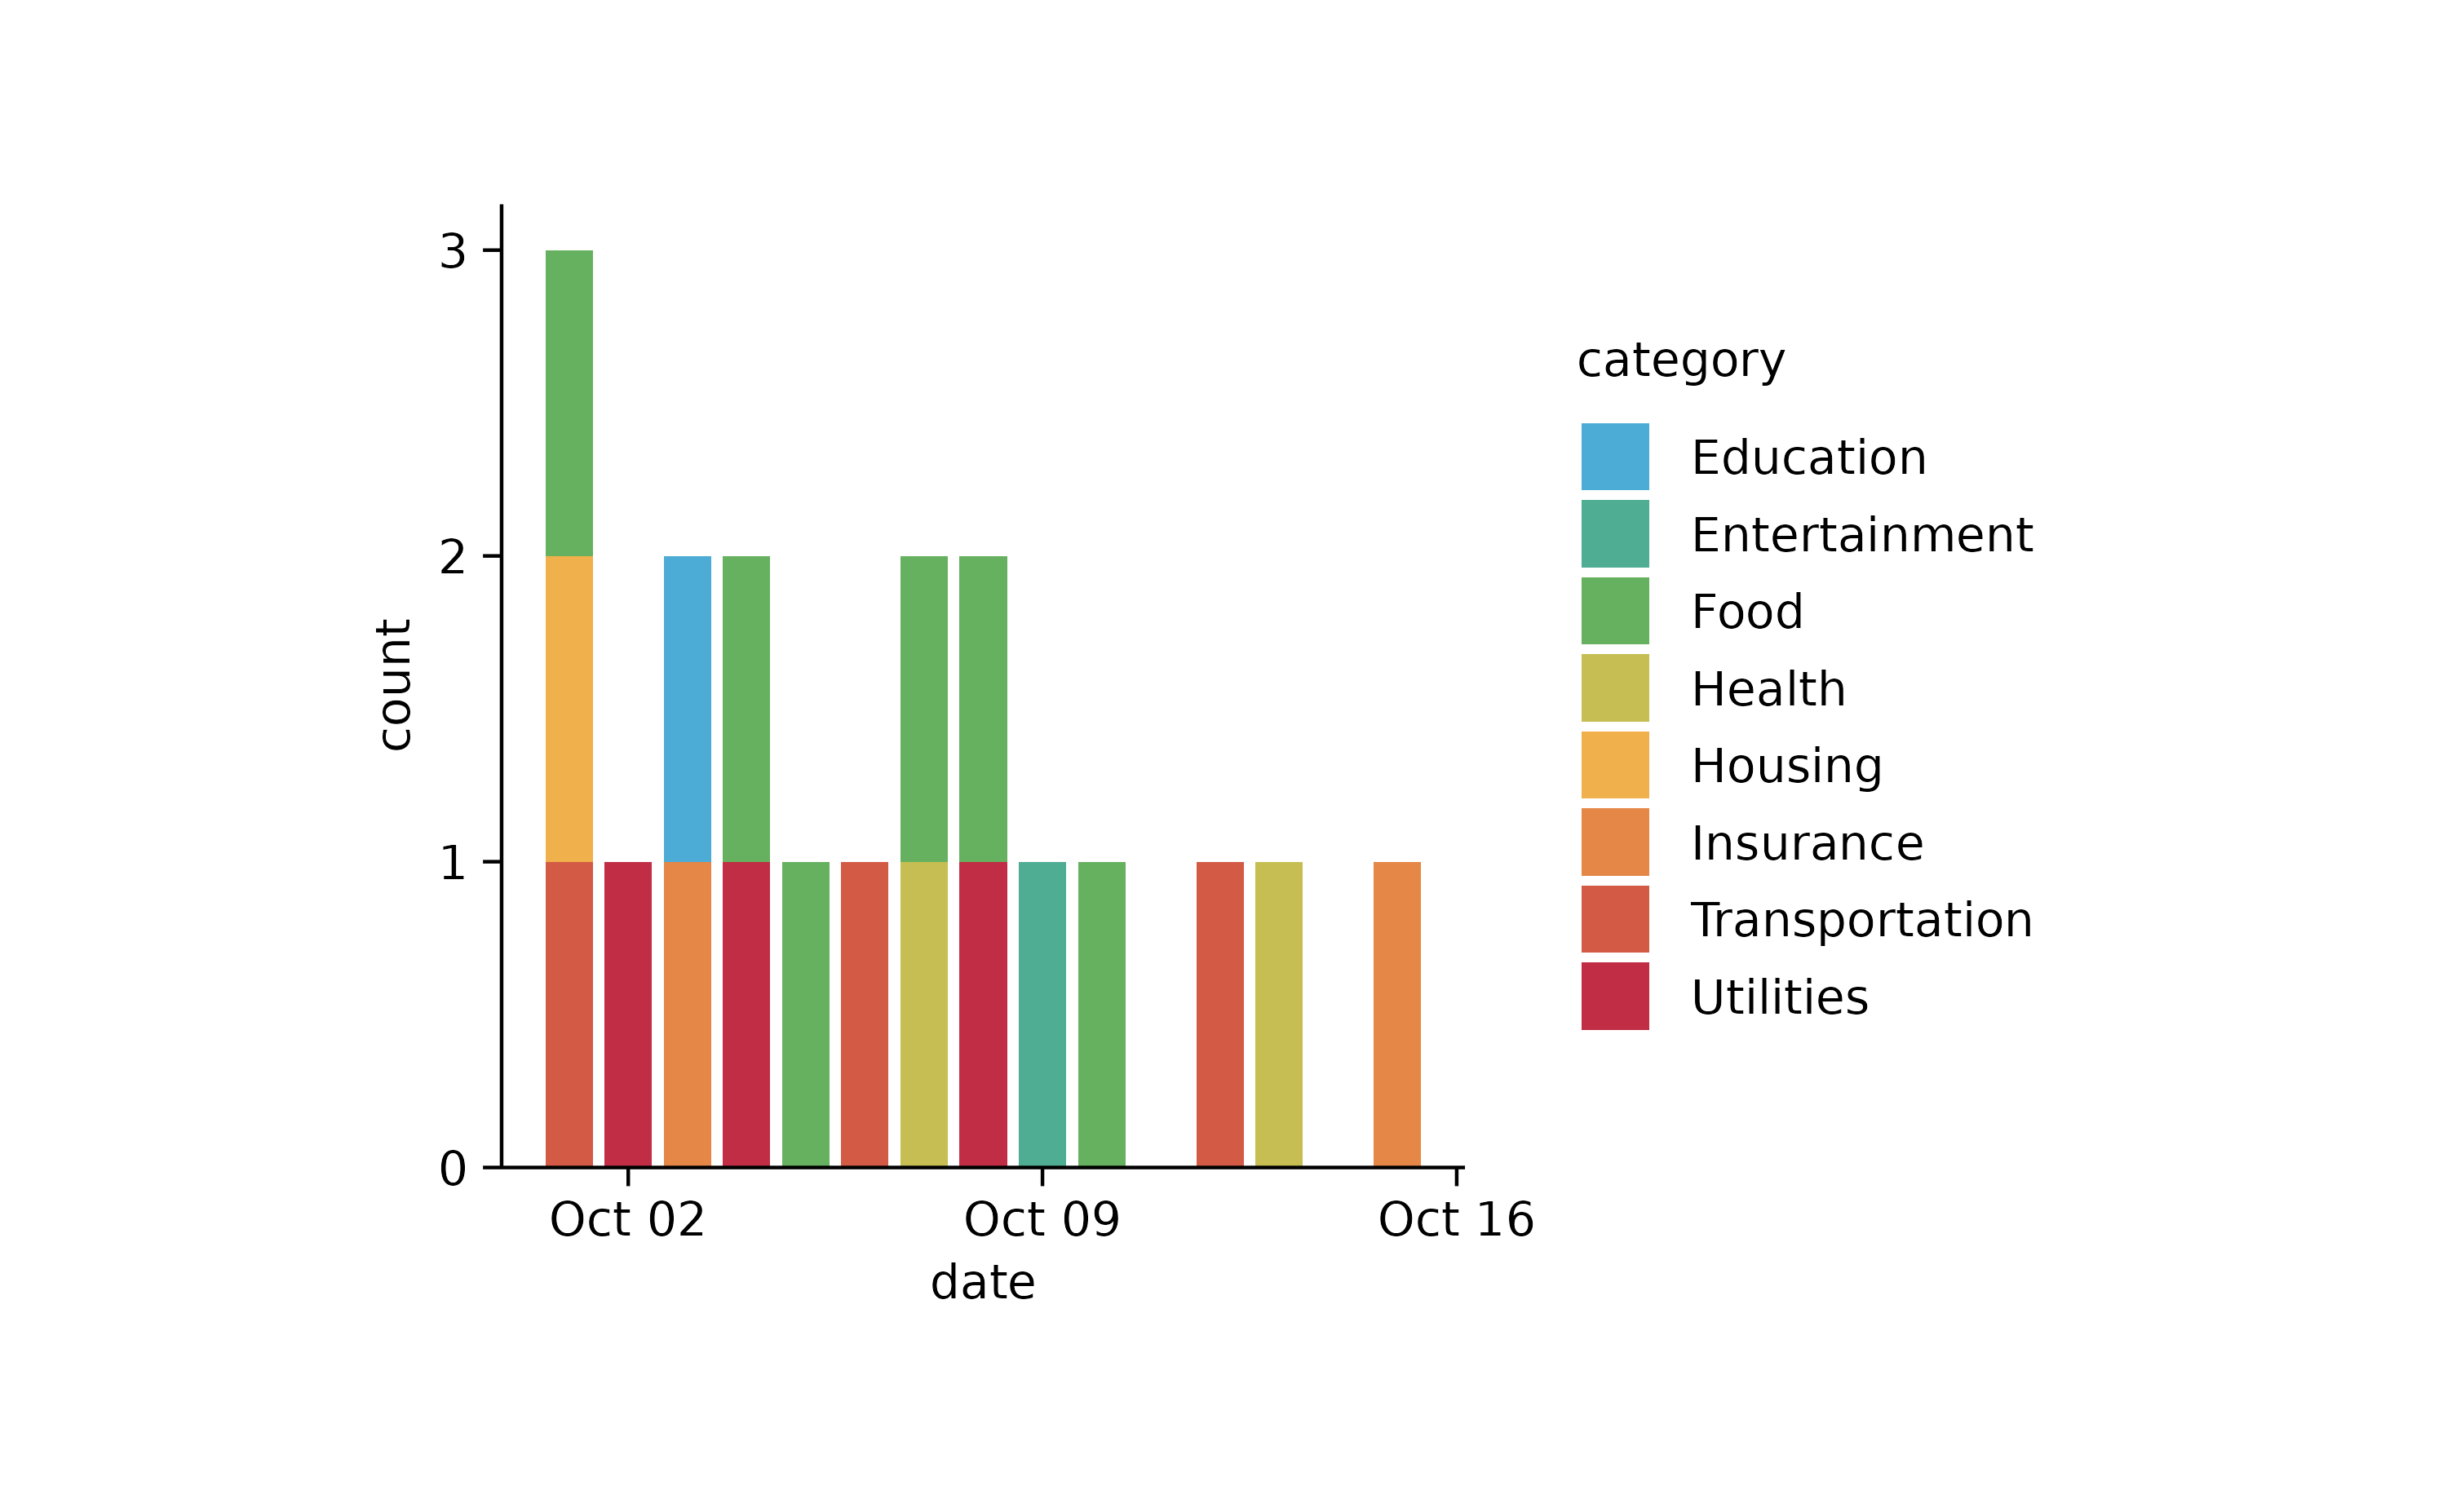 count
3
2
1
0
Oct 02
Oct 09
Oct 16
date
category
Education
Entertainment
Food
Health
Housing
Insurance
Transportation
Utilities